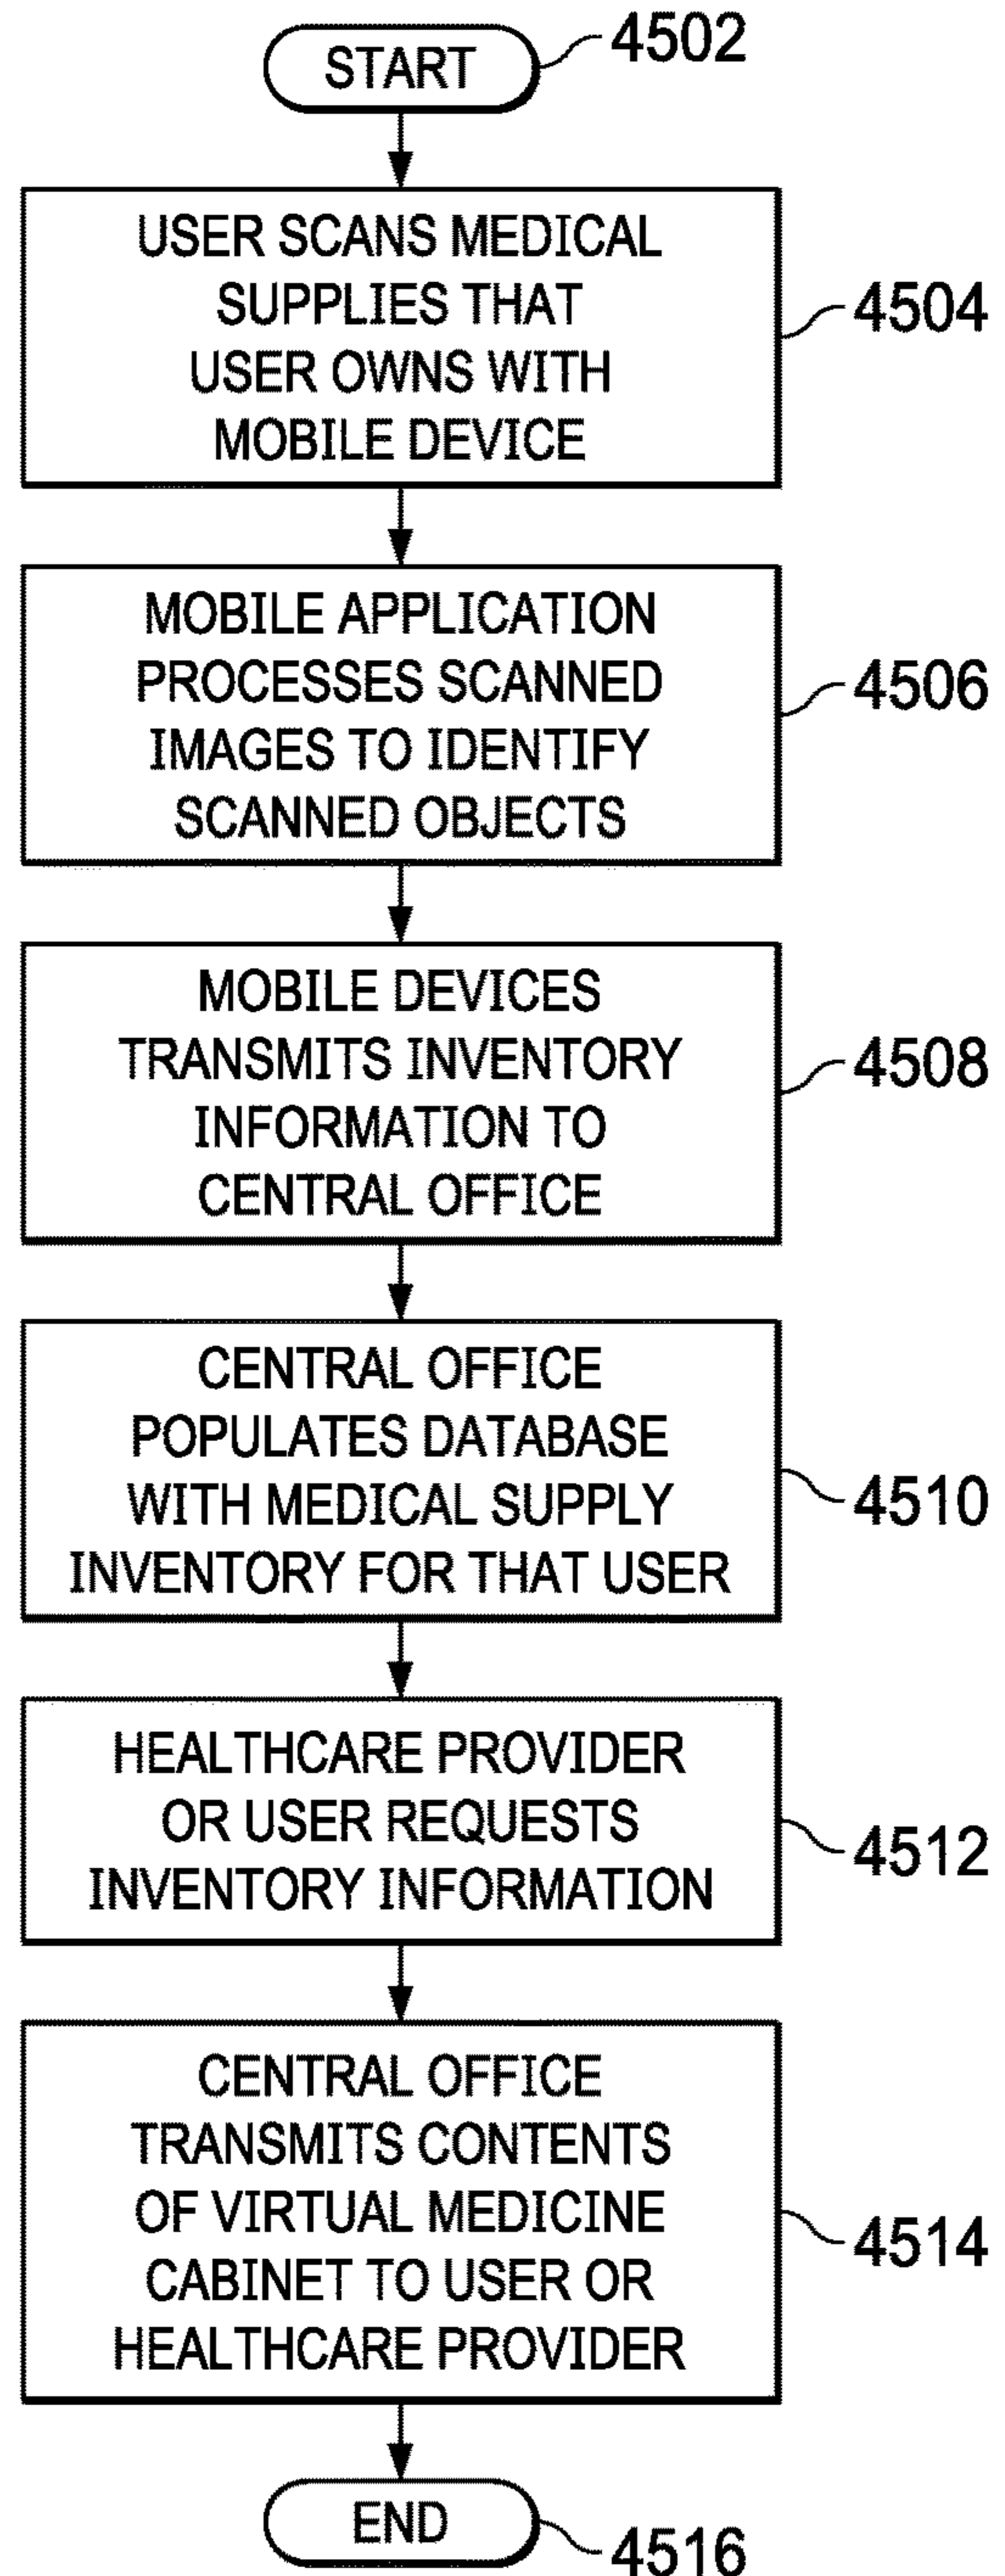 START
4502
USER SCANS MEDICAL
SUPPLIES THAT
USER OWNS WITH
MOBILE DEVICE
4504
MOBILE APPLICATION
PROCESSES SCANNED
IMAGES TO IDENTIFY
SCANNED OBJECTS
4506
MOBILE DEVICES
TRANSMITS INVENTORY
INFORMATION TO
CENTRAL OFFICE
4508
CENTRAL OFFICE
POPULATES DATABASE
WITH MEDICAL SUPPLY
INVENTORY FOR THAT USER
4510
HEALTHCARE PROVIDER
OR USER REQUESTS
INVENTORY INFORMATION
4512
CENTRAL OFFICE
TRANSMITS CONTENTS
OF VIRTUAL MEDICINE
CABINET TO USER OR
HEALTHCARE PROVIDER
4514
END
4516